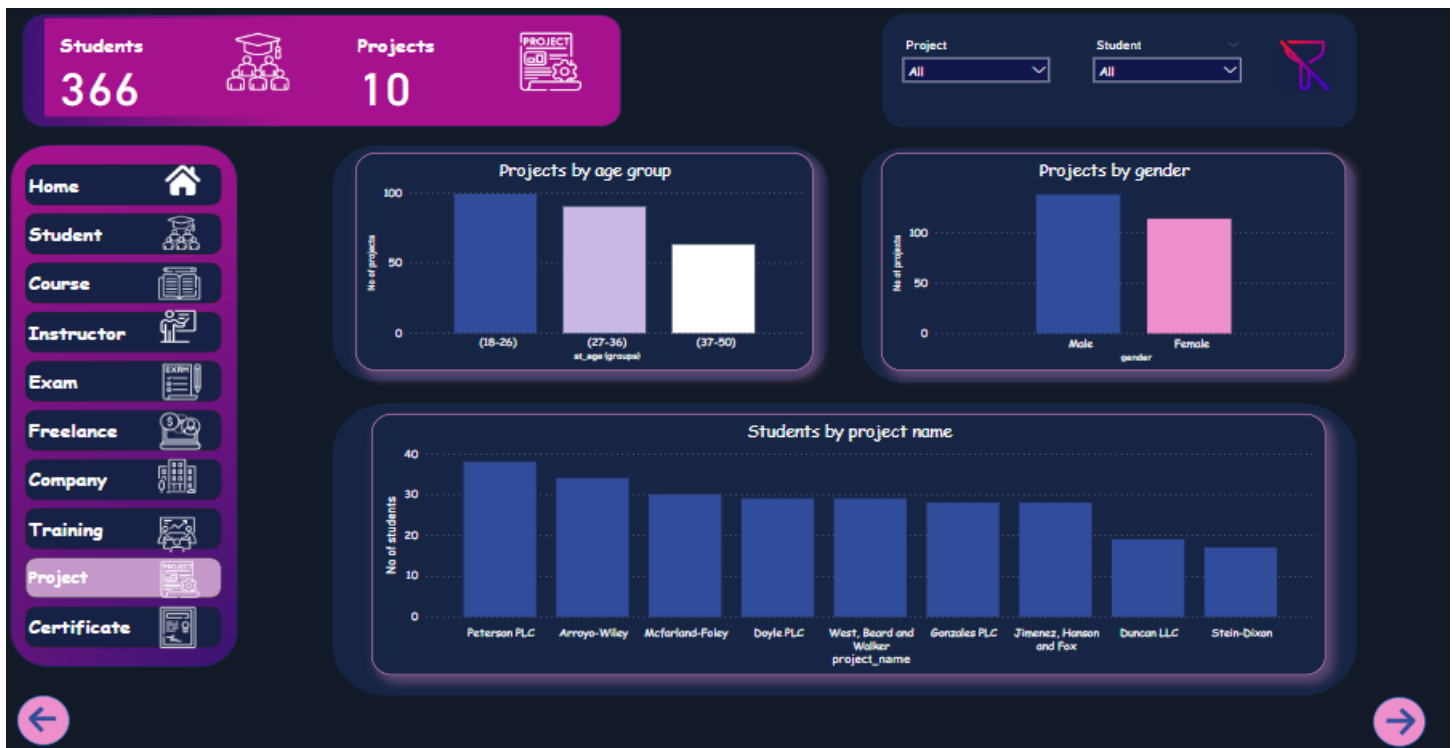 Students
366
Projects
10
PROJECT
Project
All
Student
All
Home
Student
Course
Instructor
Exam
EXAM
Freelance
Company
Training
Project
PROJECT
Certificate
Projects by age group
No of projects
100
50
0
(18-26)
(27-36)
(37-50)
st_age (groups)
Projects by gender
No of projects
100
50
0
Male
Female
gender
Students by project name
No of students
40
30
20
10
0
Peterson PLC
Arroyo-Wiley
Mcfarland-Foley
Doyle PLC
West, Beard and
Walker
Gonzales PLC
Jimenez, Hanson
and Fox
Duncan LLC
Stein-Dixon
project_name